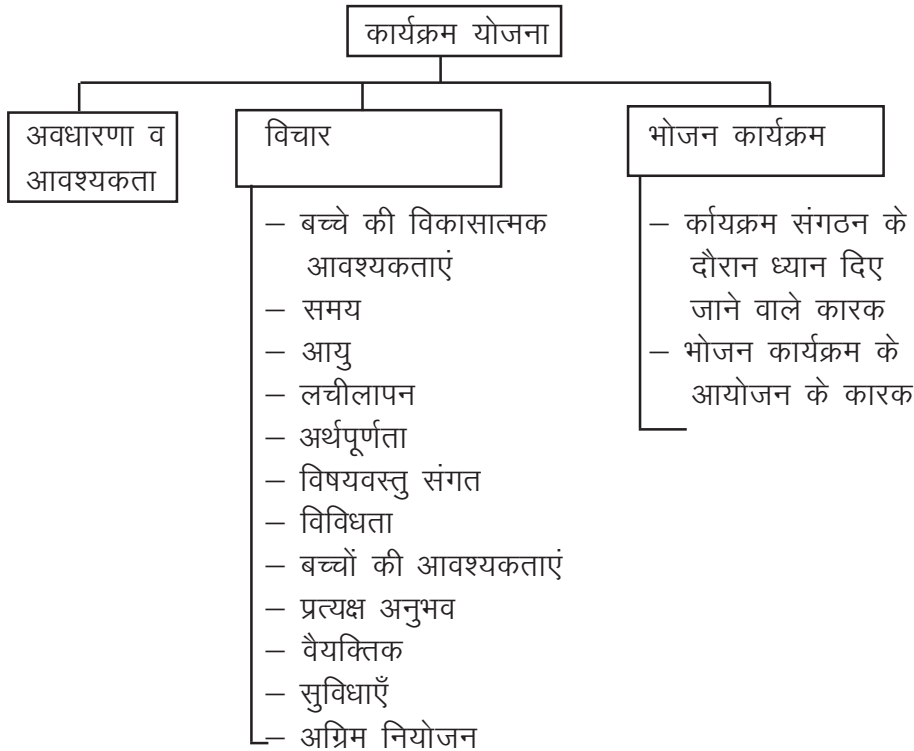 कार्यक्रम योजना
अवधारणा व
आवश्यकता
विचार
– बच्चे की विकासात्मक
आवश्यकताएं
– समय
– आयु
– लचीलापन
– अर्थपूर्णता
– विषयवस्तु संगत
– विविधता
– बच्चों की आवश्यकताएं
– प्रत्यक्ष अनुभव
– वैयक्तिक
– सुविधाएँ
– अग्रिम नियोजन
भोजन कार्यक्रम
– र्कायक्रम संगठन के
दौरान ध्यान दिए
जाने वाले कारक
– भोजन कार्यक्रम के
आयोजन के कारक